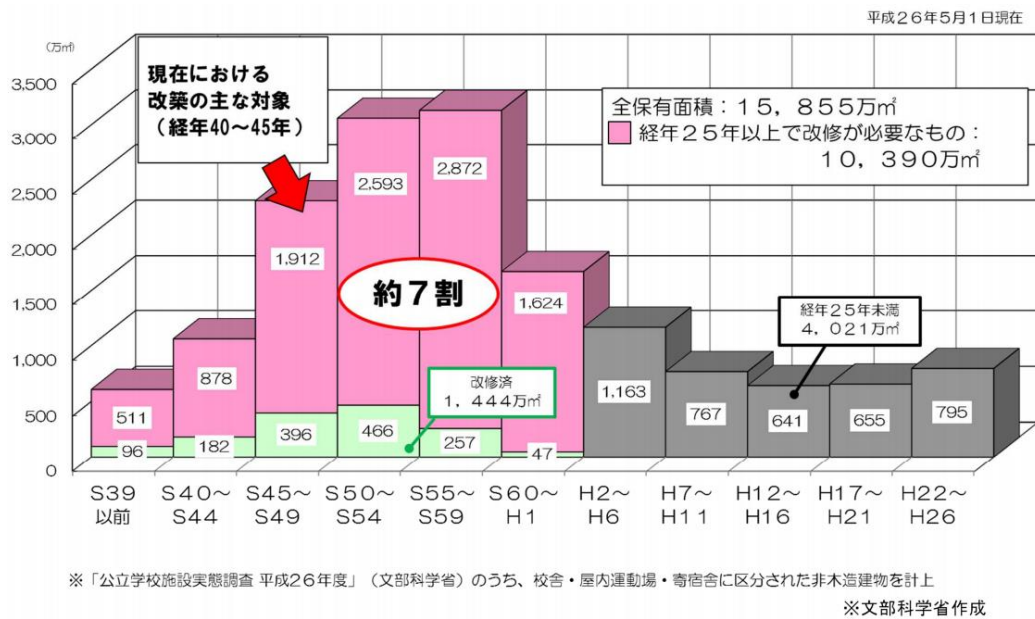 平成26年5月1日現在
(万㎡)
現在における
改築の主な対象
（経年40～45年）
全保有面積：１５，８５５万㎡
経年２５年以上で改修が必要なもの：
１０，３９０万㎡
3,500
3,000
2,500
2,000
1,500
1,000
500
0
2,593
2,872
1,912
約７割
1,624
経年２５年未満
４，０２１万㎡
改修済
１，４４４万㎡
878
511
1,163
767
641
655
795
96
182
396
466
257
47
S39
以前
S40～
S44
S45～
S49
S50～
S54
S55～
S59
S60～
H1
H2～
H6
H7～
H11
H12～
H16
H17～
H21
H22～
H26
※「公立学校施設実態調査 平成26年度」（文部科学省）のうち、校舎・屋内運動場・寄宿舎に区分された非木造建物を計上
※文部科学省作成